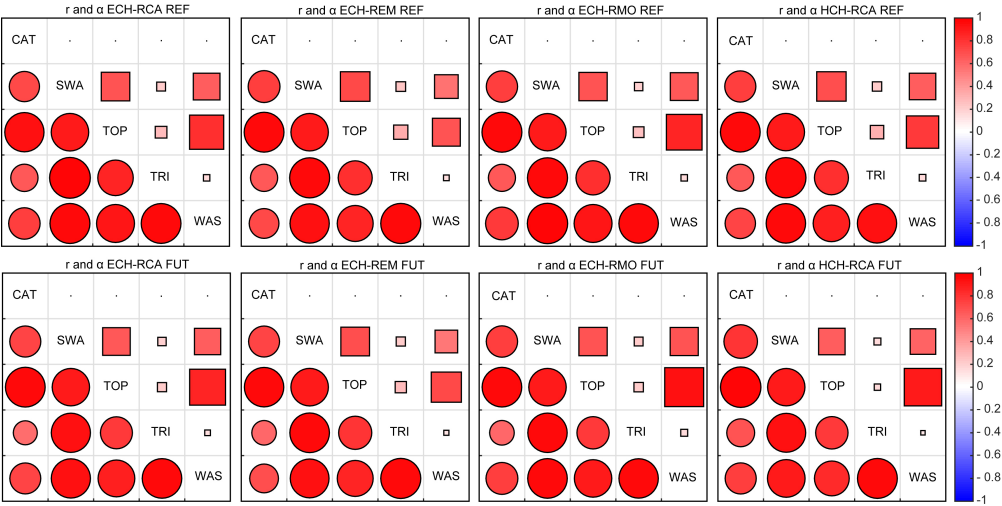 r and α ECH-RCA REF
r and α ECH-REM REF
r and α ECH-RMO REF
r and α HCH-RCA REF
CAT
SWA
TOP
TRI
WAS
CAT
SWA
TOP
TRI
WAS
CAT
SWA
TOP
TRI
WAS
CAT
SWA
TOP
TRI
WAS
1
0.8
0.6
0.4
0.2
0
-0.2
-0.4
-0.6
-0.8
-1
r and α ECH-RCA FUT
r and α ECH-REM FUT
r and α ECH-RMO FUT
r and α HCH-RCA FUT
CAT
SWA
TOP
TRI
WAS
CAT
SWA
TOP
TRI
WAS
CAT
SWA
TOP
TRI
WAS
CAT
SWA
TOP
TRI
WAS
1
0.8
0.6
0.4
0.2
0
- 0.2
- 0.4
- 0.6
- 0.8
- 1